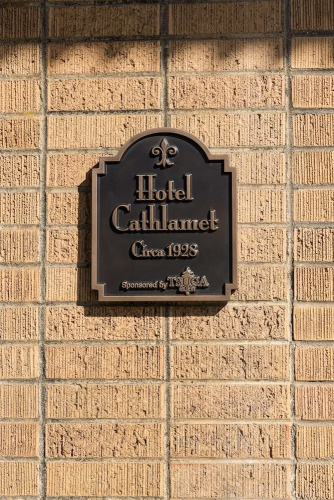 Hotel
Cathlamet
Circa 1928
Sponsored by TSUGA